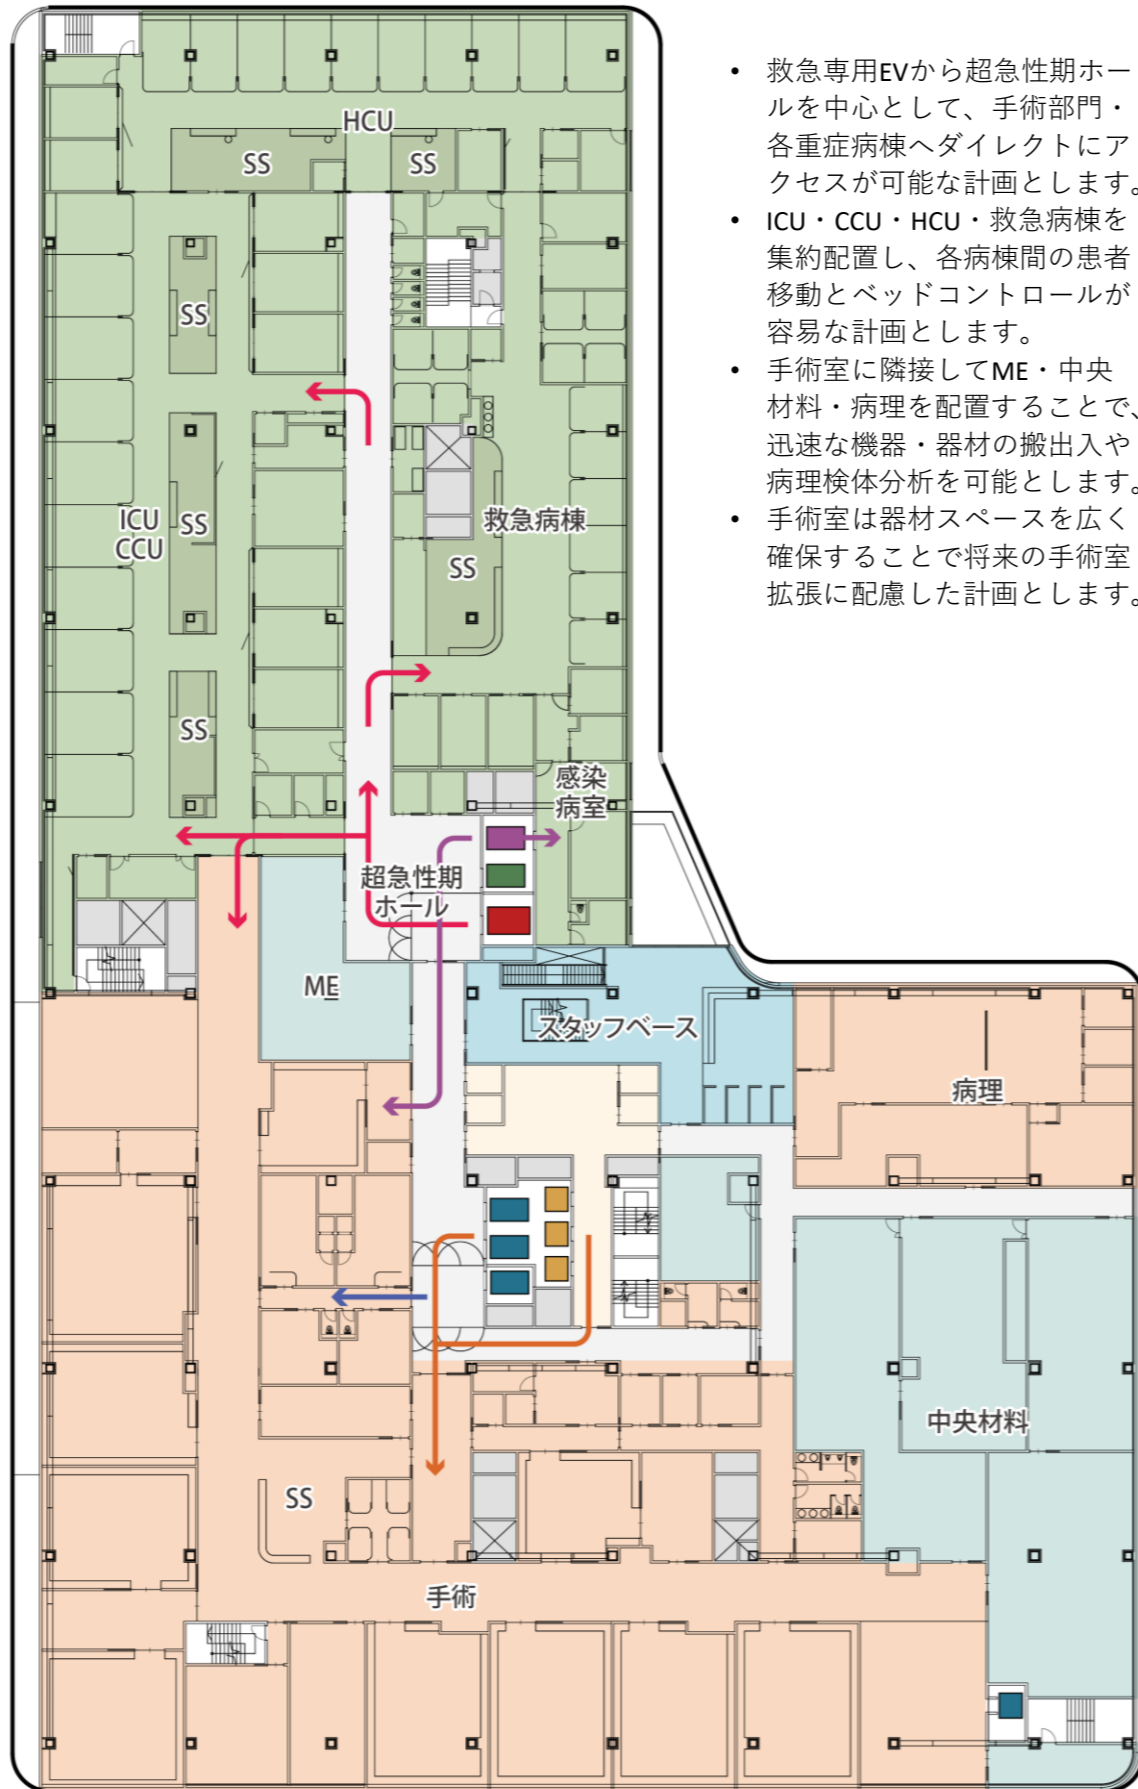 • 救急専用EVから超急性期ホー
ルを中心として、手術部門・
各重症病棟へダイレクトにア
クセスが可能な計画とします。
• ICU・CCU・HCU・救急病棟を
集約配置し、各病棟間の患者
移動とベッドコントロールが
容易な計画とします。
• 手術室に隣接してME・中央
材料・病理を配置することで、
迅速な機器・器材の搬出入や
病理検体分析を可能とします。
• 手術室は器材スペースを広く
確保することで将来の手術室
拡張に配慮した計画とします。
HCU
SS
SS
SS
ICU
CCU
SS
救急病棟
SS
SS
感染
病室
超急性期
ホール
ME
スタッフベース
病理
中央材料
SS
手術